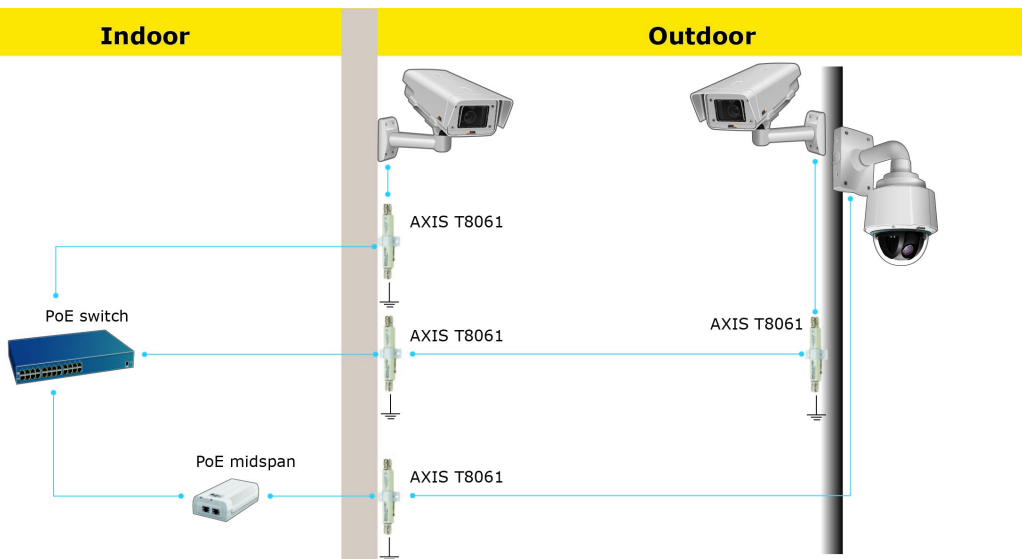 Indoor
Outdoor
AXIS T8061
PoE switch
AXIS T8061
AXIS T8061
PoE midspan
AXIS T8061